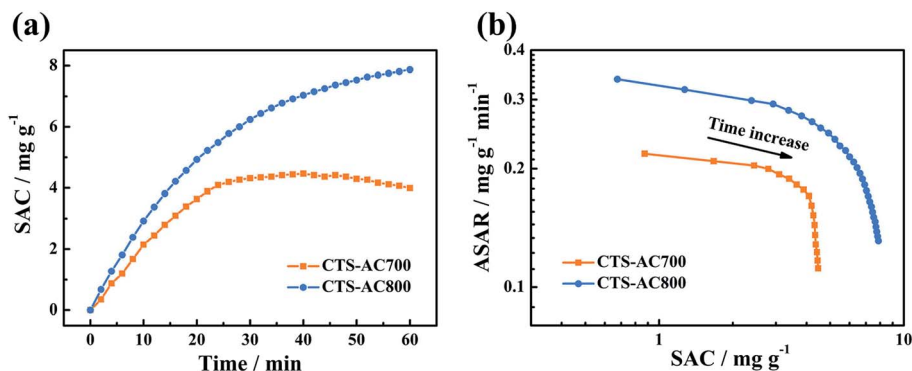 (a)
8
6
4
2
0
SAC / mg g⁻¹
CTS-AC700
CTS-AC800
0 10 20 30 40 50 60
Time / min
(b)
0.4
0.3
0.2
0.1
ASAR / mg g⁻¹ min⁻¹
Time increase
CTS-AC700
CTS-AC800
1 10
SAC / mg g⁻¹